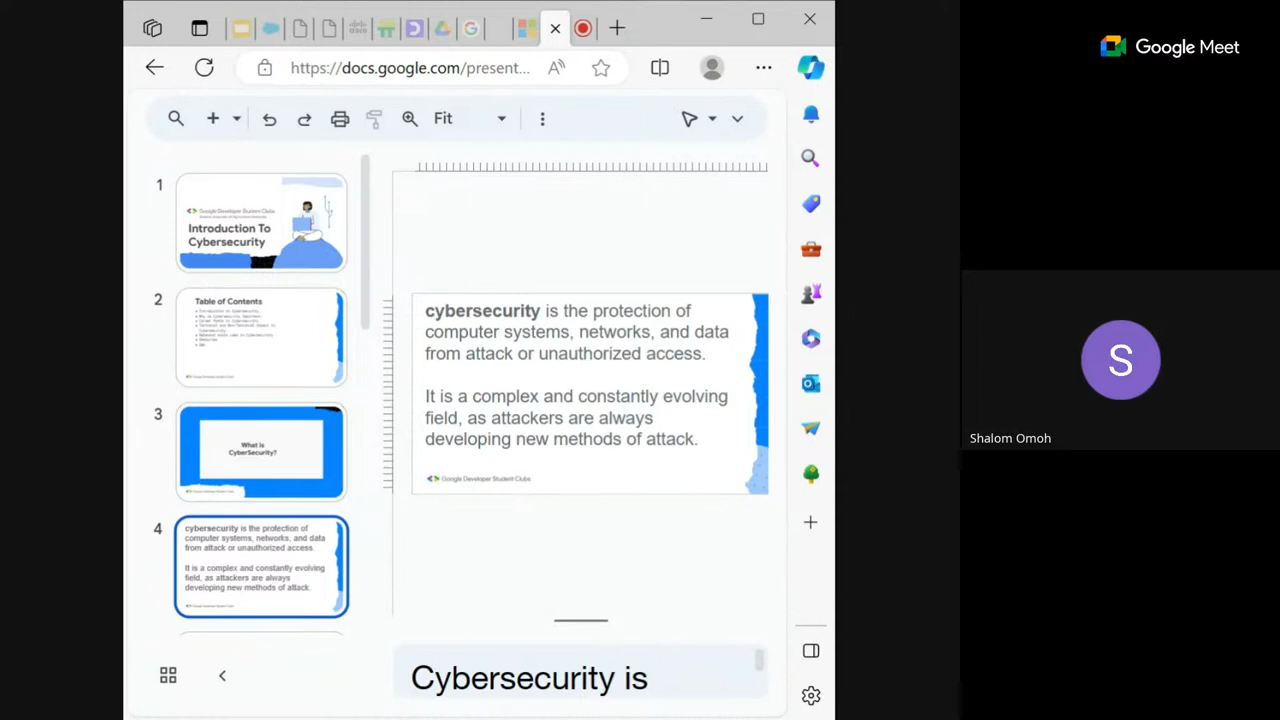 Google Meet
https://docs.google.com/present...
Fit
1
Google Developer Student Clubs
Introduction To
Cybersecurity
2
Table of Contents
3
What is
CyberSecurity?
4
cybersecurity is the protection of
computer systems, networks, and data
from attack or unauthorized access.
It is a complex and constantly evolving
field, as attackers are always
developing new methods of attack.
cybersecurity is the protection of
computer systems, networks, and data
from attack or unauthorized access.
It is a complex and constantly evolving
field, as attackers are always
developing new methods of attack.
Google Developer Student Clubs
Cybersecurity is
S
Shalom Omoh